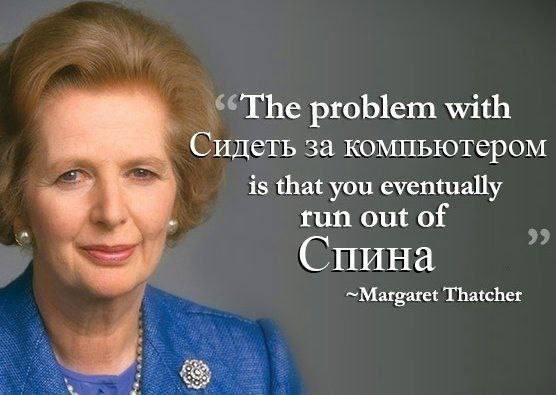 “The problem with
Сидеть за компьютером
is that you eventually
run out of
Спина ”
~Margaret Thatcher